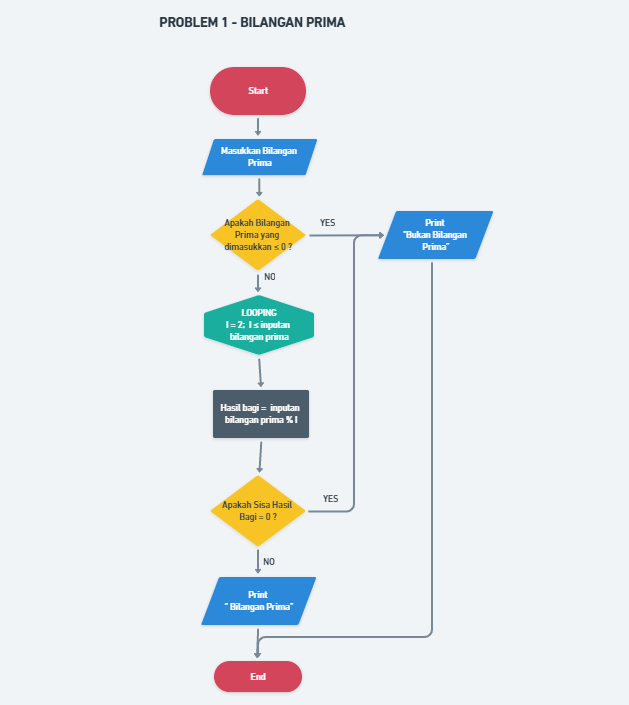 PROBLEM 1 - BILANGAN PRIMA
Start
Masukkan Bilangan
Prima
Apakah Bilangan
Prima yang
dimasukkan ≤ 0 ?
YES
Print
"Bukan Bilangan
Prima"
NO
LOOPING
I = 2; I ≤ inputan
bilangan prima
Hasil bagi = inputan
bilangan prima % I
Apakah Sisa Hasil
Bagi = 0 ?
YES
NO
Print
" Bilangan Prima"
End